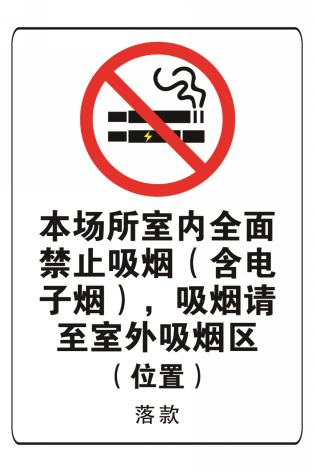 本场所室内全面
禁止吸烟（含电
子烟），吸烟请
至室外吸烟区
（位置）
落款